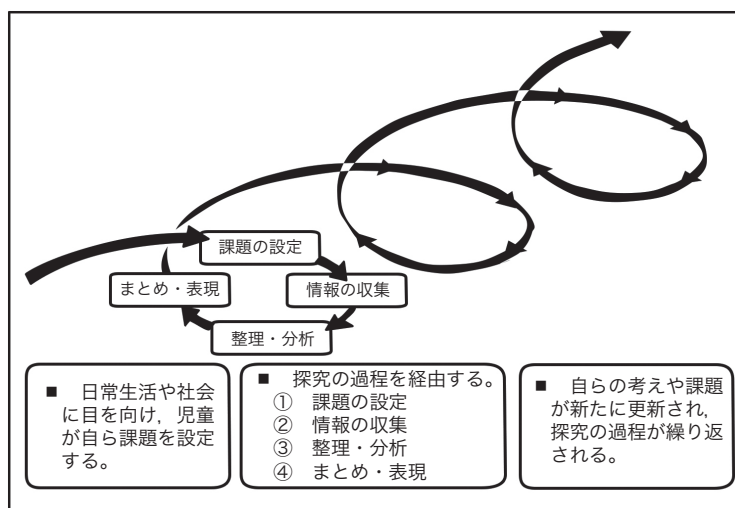 課題の設定
まとめ・表現
情報の収集
整理・分析
■ 日常生活や社会
に目を向け，児童
が自ら課題を設定
する。
■ 探究の過程を経由する。
① 課題の設定
② 情報の収集
③ 整理・分析
④ まとめ・表現
■ 自らの考えや課題
が新たに更新され，
探究の過程が繰り返
される。